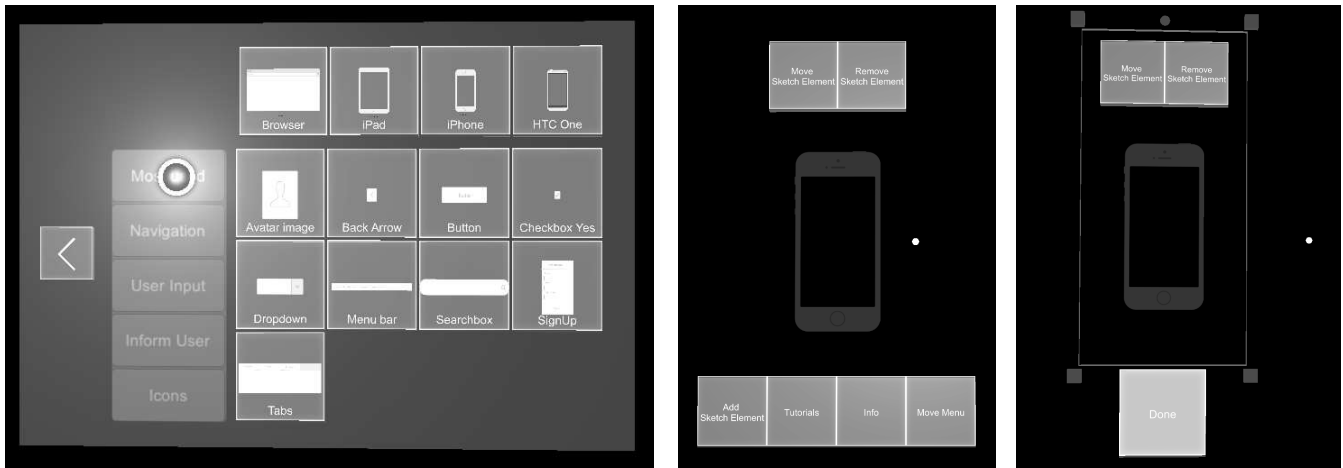 Browser
iPad
iPhone
HTC One
Navigation
User Input
Inform User
Icons
Avatar image
Back Arrow
Button
Checkbox Yes
Dropdown
Menu bar
Searchbox
SignUp
Tabs
Move
Sketch Element
Remove
Sketch Element
Add
Sketch Element
Tutorials
Info
Move Menu
Move
Sketch Element
Remove
Sketch Element
Done